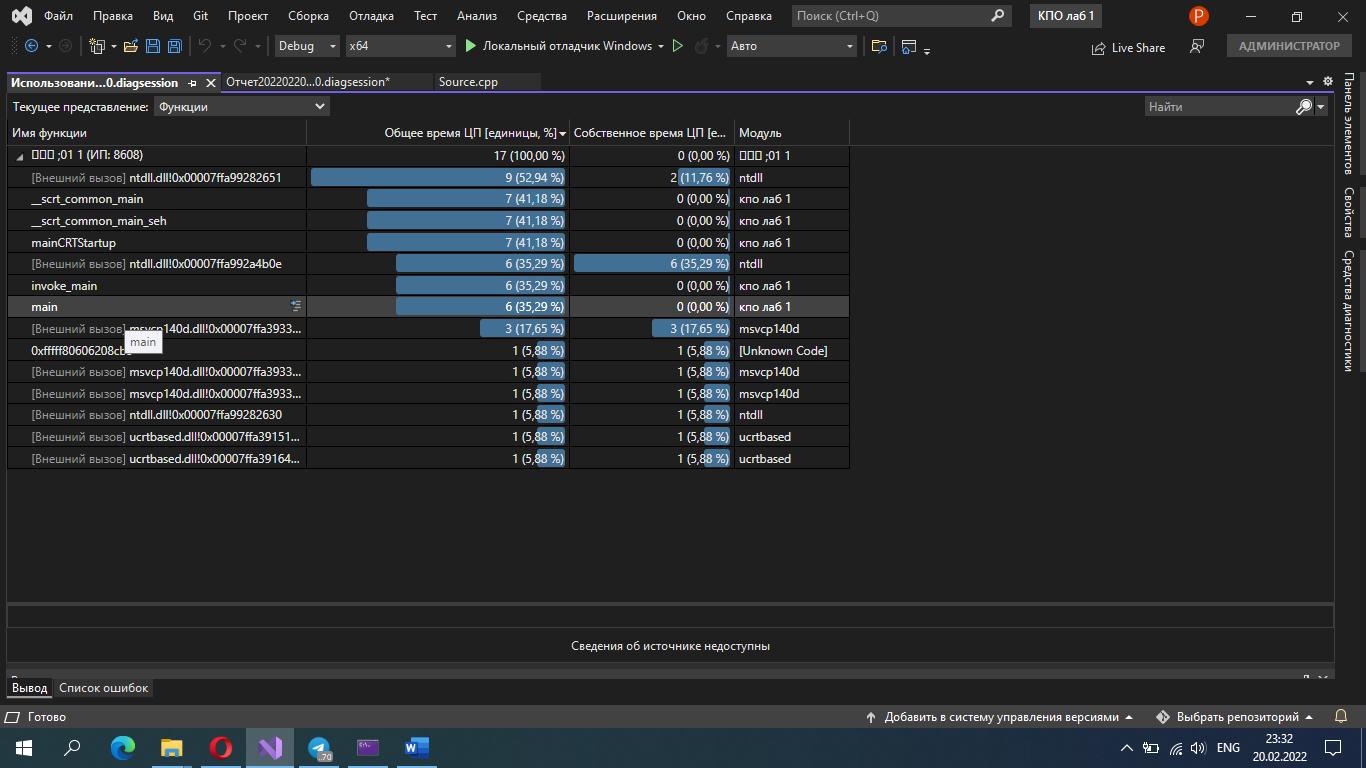 Файл Правка Вид Git Проект Сборка Отладка Тест Анализ Средства Расширения Окно Справка Поиск (Ctrl+Q) КПО лаб 1 P
Debug x64 Локальный отладчик Windows Авто Live Share АДМИНИСТРАТОР
Использовани...0.diagsession Отчет20220220...0.diagsession* Source.cpp
Текущее представление: Функции Найти
Имя функции Общее время ЦП [единицы, %] Собственное время ЦП [е... Модуль
;01 1 (ИП: 8608) 17 (100,00 %) 0 (0,00 %) ;01 1
[Внешний вызов] ntdll.dll!0x00007ffa99282651 9 (52,94 %) 2 (11,76 %) ntdll
__scrt_common_main 7 (41,18 %) 0 (0,00 %) кпо лаб 1
__scrt_common_main_seh 7 (41,18 %) 0 (0,00 %) кпо лаб 1
mainCRTStartup 7 (41,18 %) 0 (0,00 %) кпо лаб 1
[Внешний вызов] ntdll.dll!0x00007ffa992a4b0e 6 (35,29 %) 6 (35,29 %) ntdll
invoke_main 6 (35,29 %) 0 (0,00 %) кпо лаб 1
main 6 (35,29 %) 0 (0,00 %) кпо лаб 1
[Внешний вызов] msvcp140d.dll!0x00007ffa3933... 3 (17,65 %) 3 (17,65 %) msvcp140d
main
0xfffff80606208cb 1 (5,88 %) 1 (5,88 %) [Unknown Code]
[Внешний вызов] msvcp140d.dll!0x00007ffa3933... 1 (5,88 %) 1 (5,88 %) msvcp140d
[Внешний вызов] msvcp140d.dll!0x00007ffa3933... 1 (5,88 %) 1 (5,88 %) msvcp140d
[Внешний вызов] ntdll.dll!0x00007ffa99282630 1 (5,88 %) 1 (5,88 %) ntdll
[Внешний вызов] ucrtbased.dll!0x00007ffa39151... 1 (5,88 %) 1 (5,88 %) ucrtbased
[Внешний вызов] ucrtbased.dll!0x00007ffa39164... 1 (5,88 %) 1 (5,88 %) ucrtbased
Панель элементов
Свойства
Средства диагностики
Сведения об источнике недоступны
Вывод Список ошибок
Готово Добавить в систему управления версиями Выбрать репозиторий
..70 ENG 23:32
20.02.2022